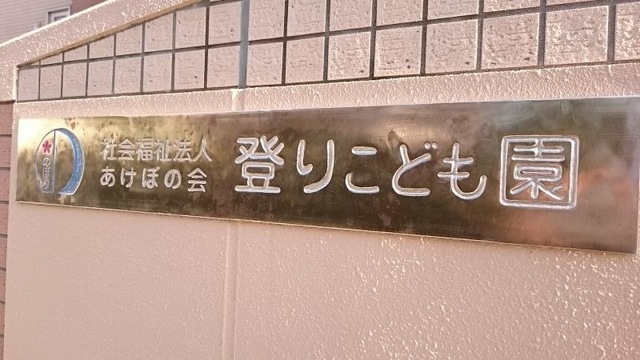 社会福祉法人
あけぼの会
登りこども園